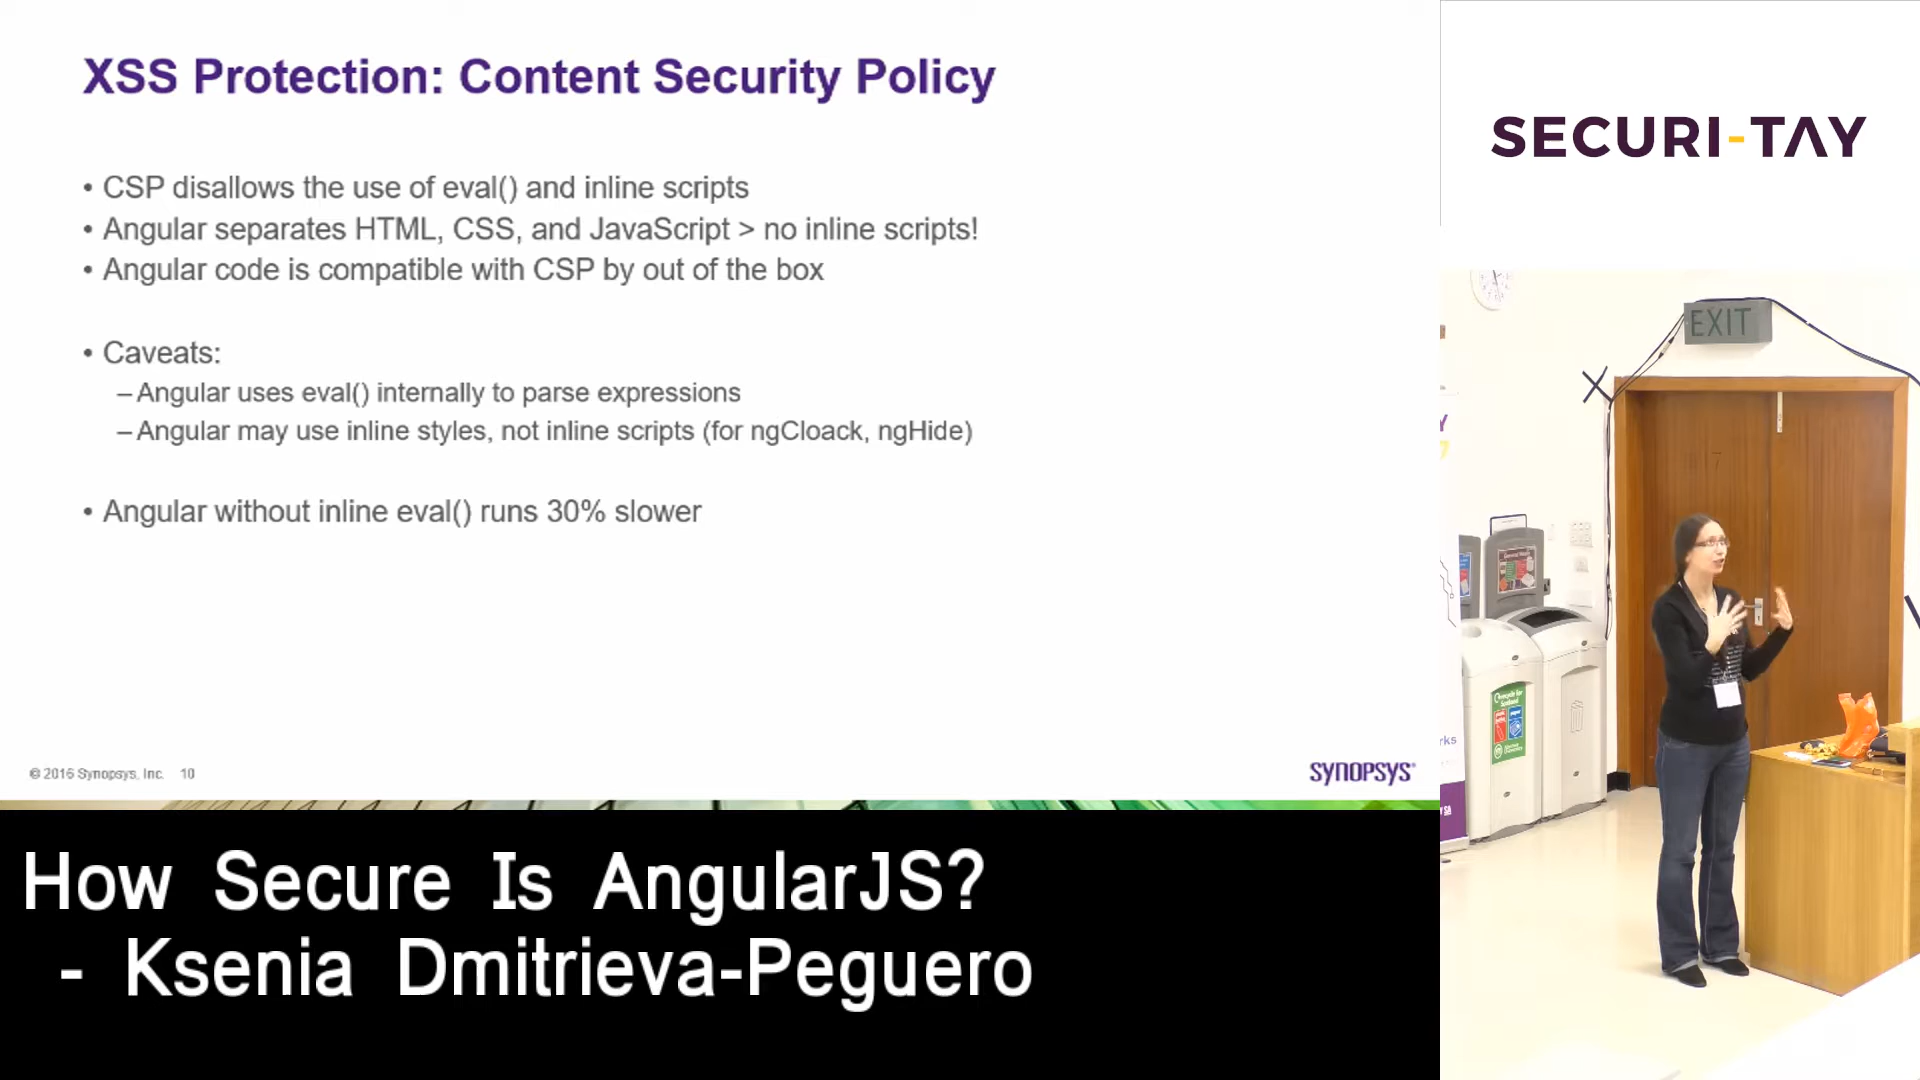 XSS Protection: Content Security Policy
• CSP disallows the use of eval() and inline scripts
• Angular separates HTML, CSS, and JavaScript > no inline scripts!
• Angular code is compatible with CSP by out of the box
• Caveats:
– Angular uses eval() internally to parse expressions
– Angular may use inline styles, not inline scripts (for ngCloack, ngHide)
• Angular without inline eval() runs 30% slower
© 2016 Synopsys, Inc. 10
SYNOPSYS®
SECURI-TAY
EXIT
How Secure Is AngularJS?
- Ksenia Dmitrieva-Peguero